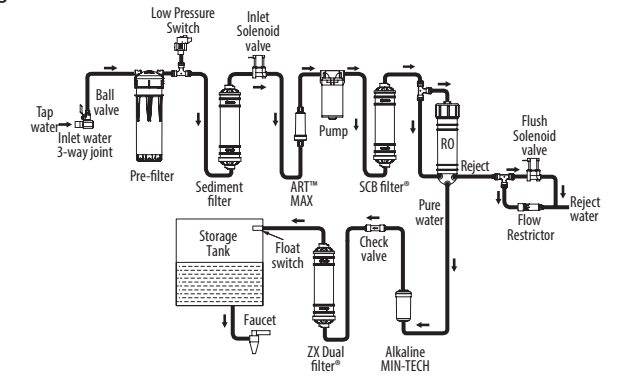 Low Pressure
Switch
Inlet
Solenoid
valve
Ball
valve
Tap
water
Inlet water
3-way joint
Pre-filter
Sediment
filter
ART™
MAX
Pump
SCB filter®
RO
Reject
Flush
Solenoid
valve
Pure
water
Flow
Restrictor
Reject
water
Storage
Tank
Float
switch
Check
valve
Faucet
ZX Dual
filter®
Alkaline
MIN-TECH